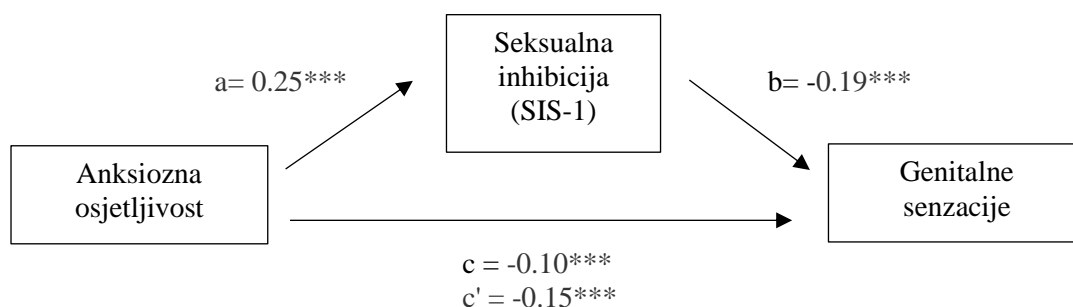 Seksualna
inhibicija
(SIS-1)
a= 0.25***
b= -0.19***
Anksiozna
osjetljivost
Genitalne
senzacije
c = -0.10***
c' = -0.15***